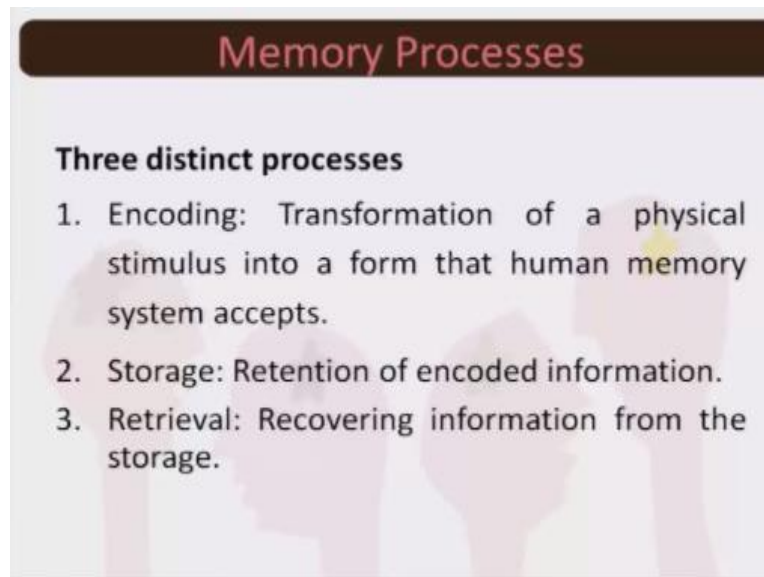 Memory Processes
Three distinct processes
1. Encoding: Transformation of a physical
stimulus into a form that human memory
system accepts.
2. Storage: Retention of encoded information.
3. Retrieval: Recovering information from the
storage.